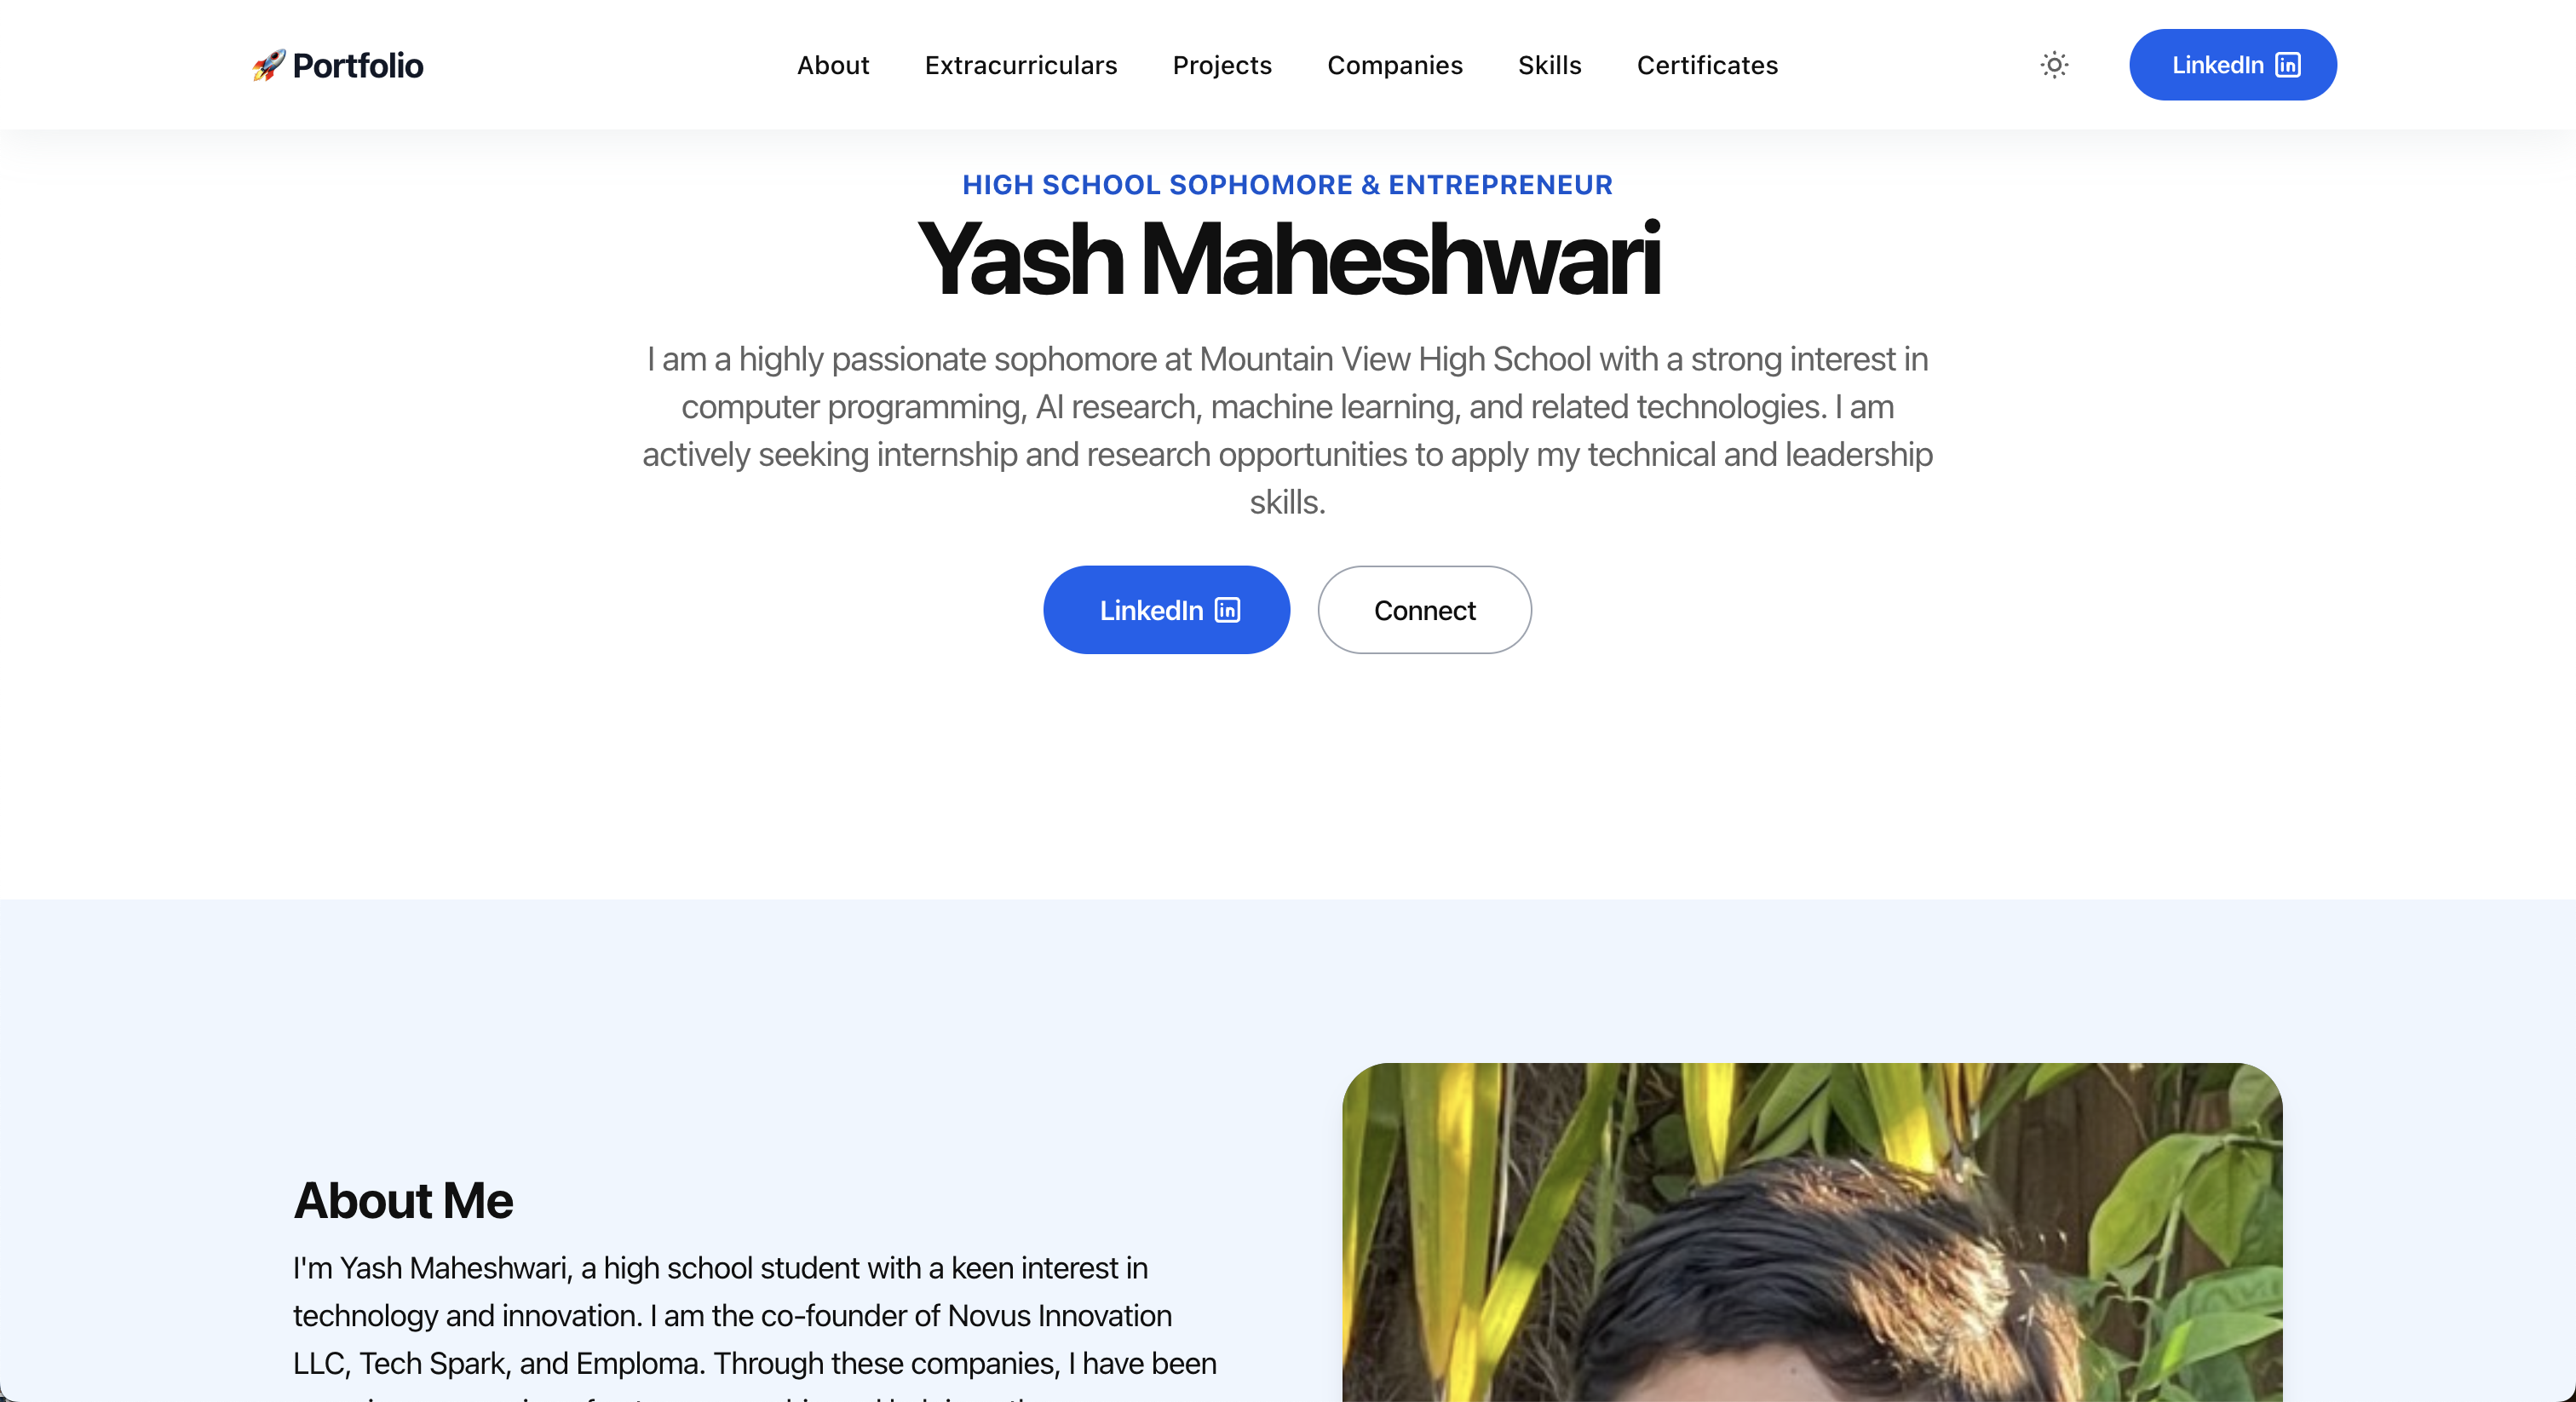 🚀 Portfolio
About
Extracurriculars
Projects
Companies
Skills
Certificates
LinkedIn
HIGH SCHOOL SOPHOMORE & ENTREPRENEUR
Yash Maheshwari
I am a highly passionate sophomore at Mountain View High School with a strong interest in
computer programming, AI research, machine learning, and related technologies. I am
actively seeking internship and research opportunities to apply my technical and leadership
skills.
LinkedIn
Connect
About Me
I'm Yash Maheshwari, a high school student with a keen interest in
technology and innovation. I am the co-founder of Novus Innovation
LLC, Tech Spark, and Emploma. Through these companies, I have been